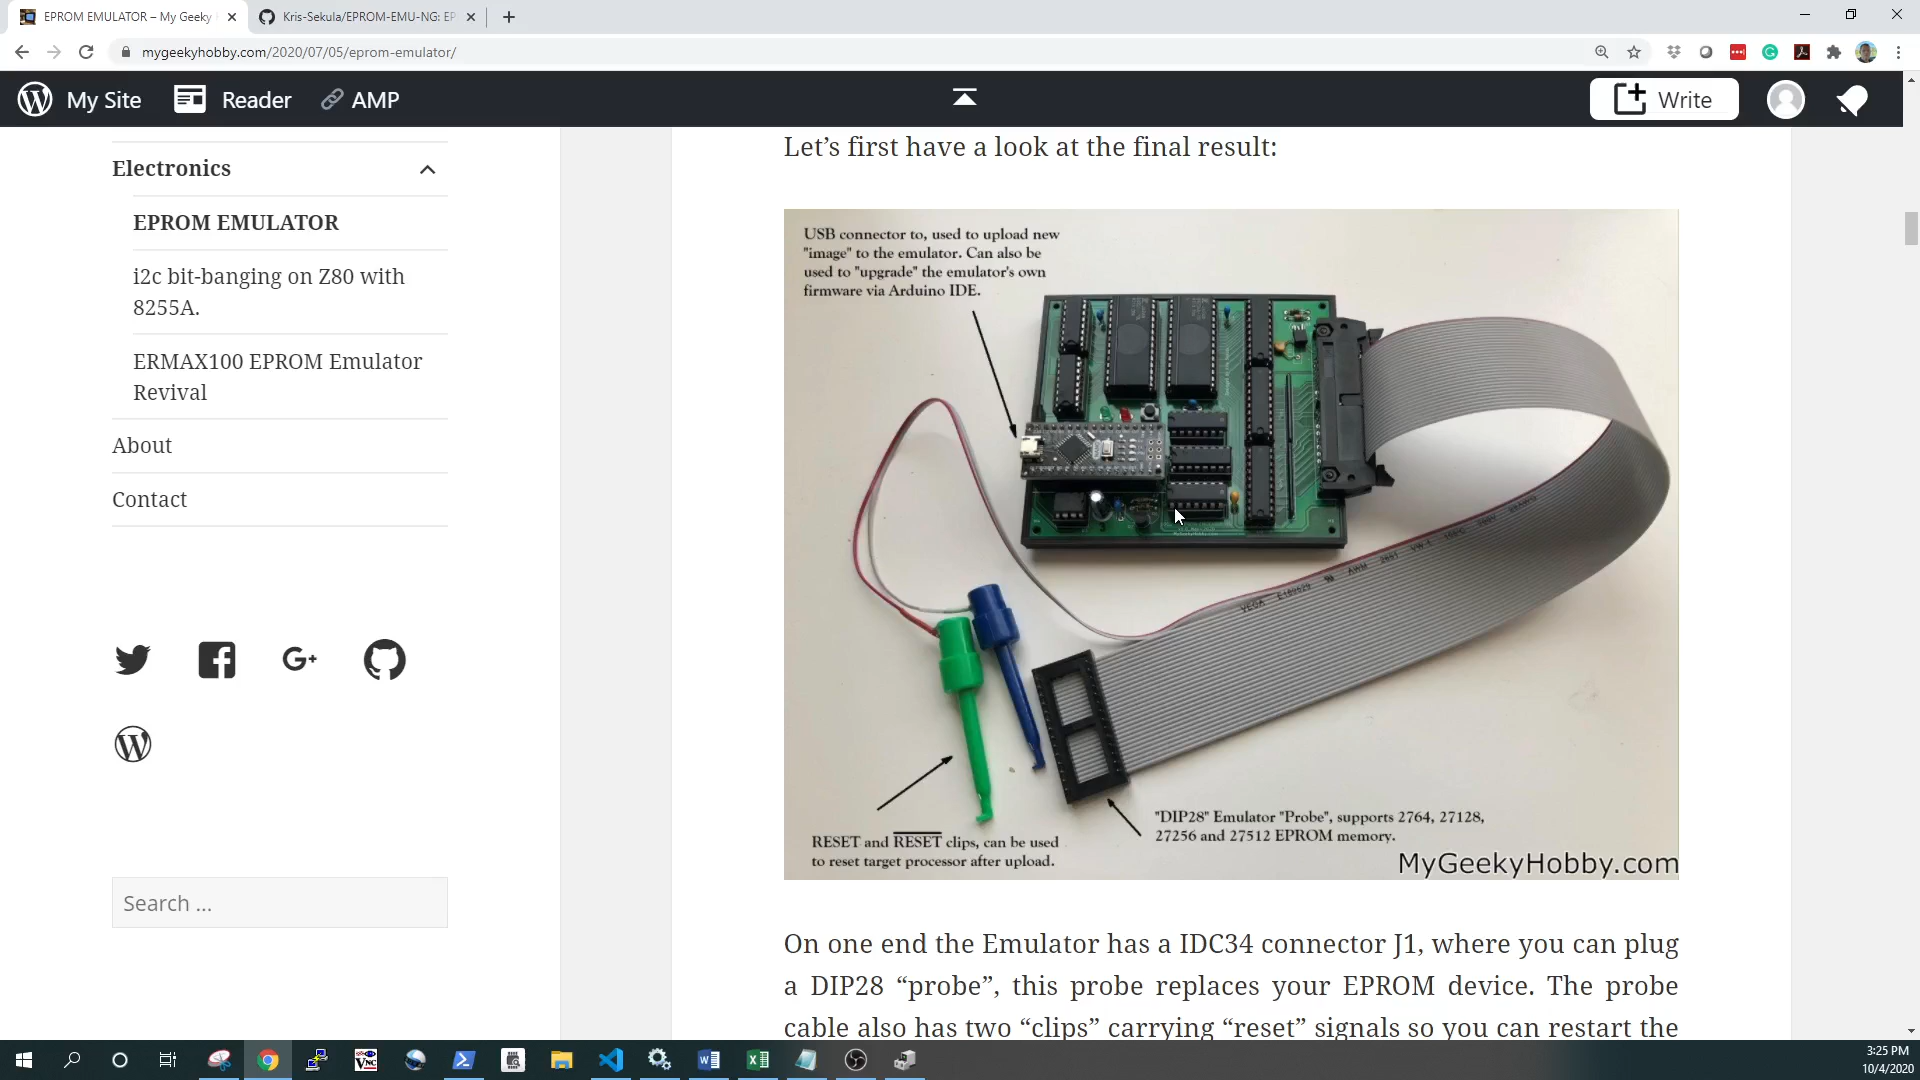 EPROM EMULATOR – My Geeky
Kris-Sekula/EPROM-EMU-NG: EP
mygeekyhobby.com/2020/07/05/eprom-emulator/
My Site
Reader
AMP
Write
Let’s first have a look at the final result:
Electronics
EPROM EMULATOR
i2c bit-banging on Z80 with
8255A.
ERMAX100 EPROM Emulator
Revival
About
Contact
Search ...
USB connector to, used to upload new
"image" to the emulator. Can also be
used to "upgrade" the emulator's own
firmware via Arduino IDE.
VEGA E189629 AWM 2651 VW-1
RESET and RESET clips, can be used
to reset target processor after upload.
"DIP28" Emulator "Probe", supports 2764, 27128,
27256 and 27512 EPROM memory.
MyGeekyHobby.com
On one end the Emulator has a IDC34 connector J1, where you can plug
a DIP28 “probe”, this probe replaces your EPROM device. The probe
cable also has two “clips” carrying “reset” signals so you can restart the
3:25 PM
10/4/2020